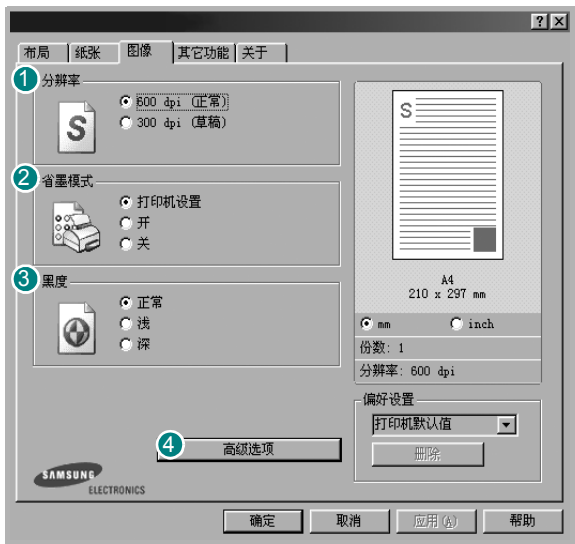 布局 纸张 图像 其它功能 关于
1 分辨率
S
600 dpi (正常)
300 dpi (草稿)
2 省墨模式
打印机设置
开
关
3 黑度
正常
浅
深
4 高级选项
SAMSUNG
ELECTRONICS
S
A4
210 x 297 mm
mm inch
份数: 1
分辨率: 600 dpi
偏好设置
打印机默认值
删除
确定 取消 应用(A) 帮助